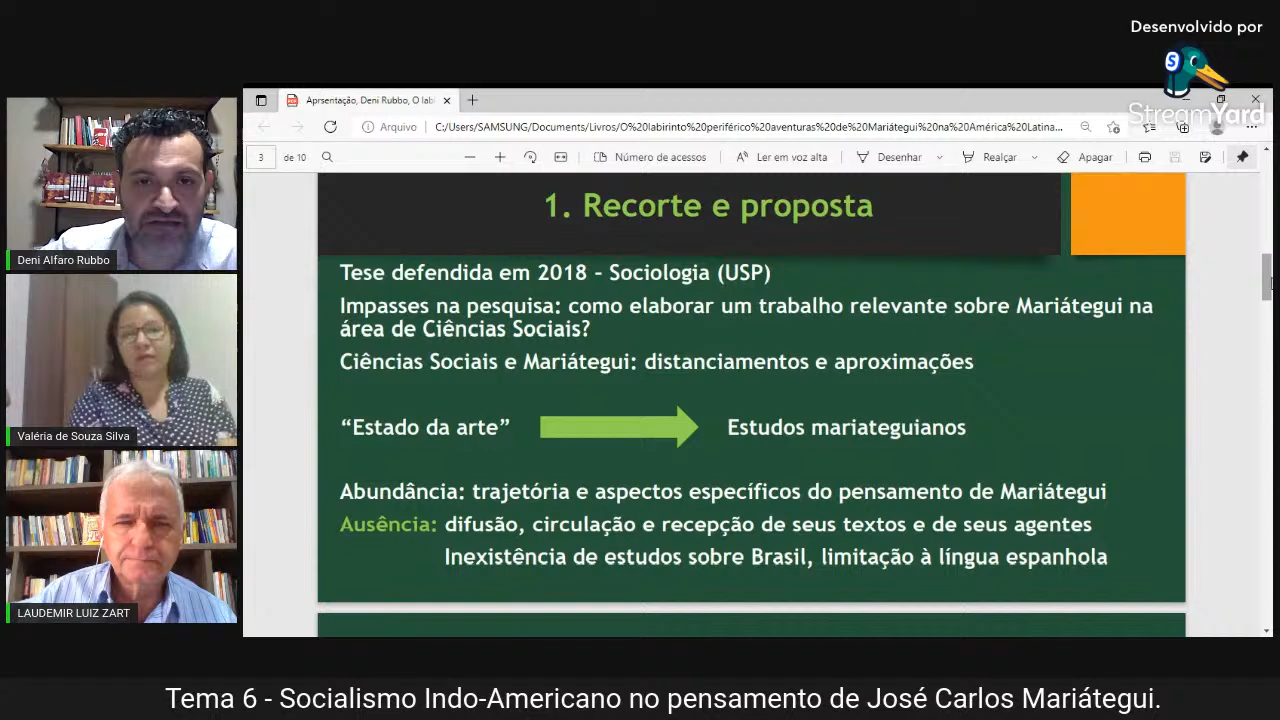 Desenvolvido por
StreamYard
Aprsentação, Deni Rubbo, O lab
Arquivo
C:/Users/SAMSUNG/Documents/Livros/O%20labirinto%20periférico%20aventuras%20de%20Mariátegui%20na%20América%20Latina...
3 de 10
Número de acessos
Ler em voz alta
Desenhar
Realçar
Apagar
1. Recorte e proposta
Tese defendida em 2018 – Sociologia (USP)
Impasses na pesquisa: como elaborar um trabalho relevante sobre Mariátegui na
área de Ciências Sociais?
Ciências Sociais e Mariátegui: distanciamentos e aproximações
“Estado da arte”
Estudos mariateguianos
Abundância: trajetória e aspectos específicos do pensamento de Mariátegui
Ausência: difusão, circulação e recepção de seus textos e de seus agentes
Inexistência de estudos sobre Brasil, limitação à língua espanhola
Deni Alfaro Rubbo
Valéria de Souza Silva
LAUDEMIR LUIZ ZART
Tema 6 - Socialismo Indo-Americano no pensamento de José Carlos Mariátegui.